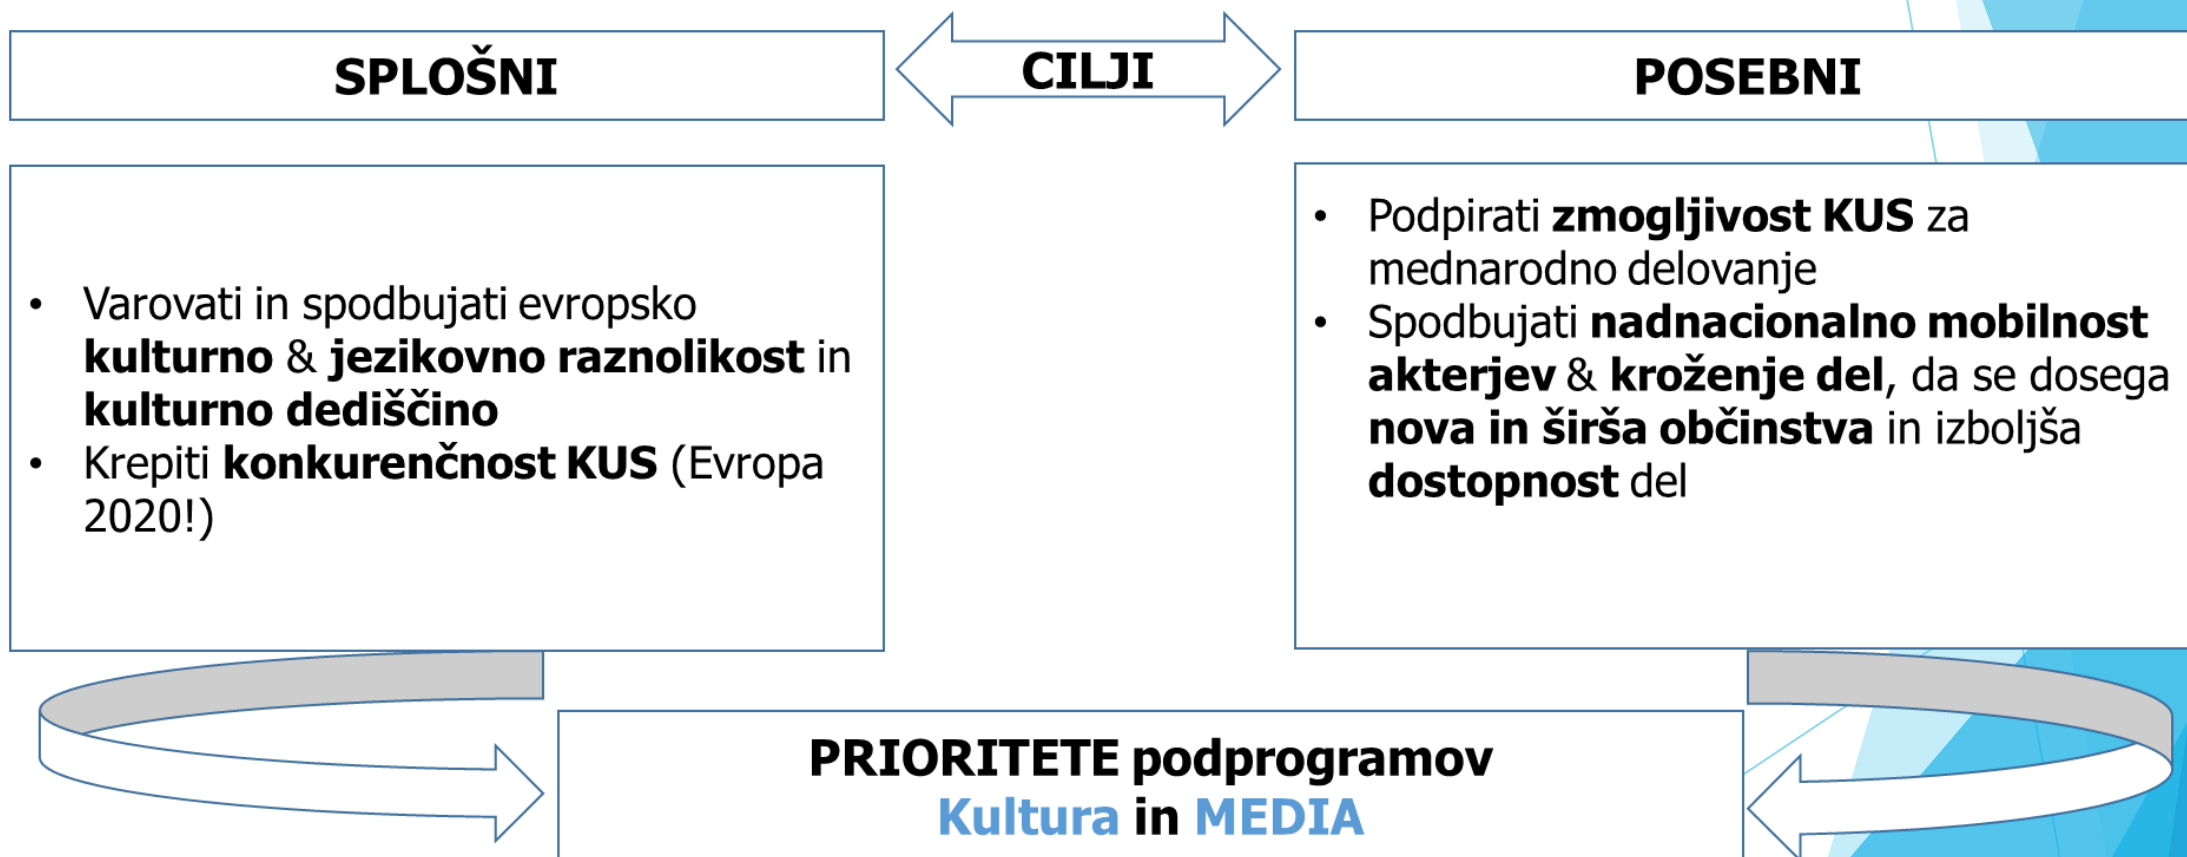 SPLOŠNI
CILJI
POSEBNI
• Varovati in spodbujati evropsko
kulturno & jezikovno raznolikost in
kulturno dediščino
• Krepiti konkurenčnost KUS (Evropa
2020!)
• Podpirati zmogljivost KUS za
mednarodno delovanje
• Spodbujati nadnacionalno mobilnost
akterjev & kroženje del, da se dosega
nova in širša občinstva in izboljša
dostopnost del
PRIORITETE podprogramov
Kultura in MEDIA